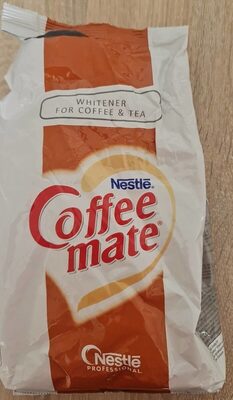 WHITENER
FOR COFFEE & TEA
Nestlé®
Coffee
mate®
Nestlé
PROFESSIONAL.